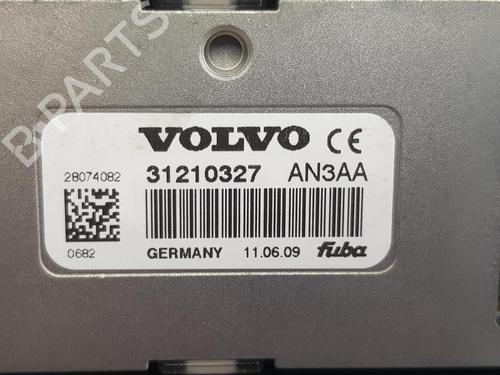 B-PARTS
VOLVO CE
28074082 31210327 AN3AA
0682 GERMANY 11.06.09 fuba